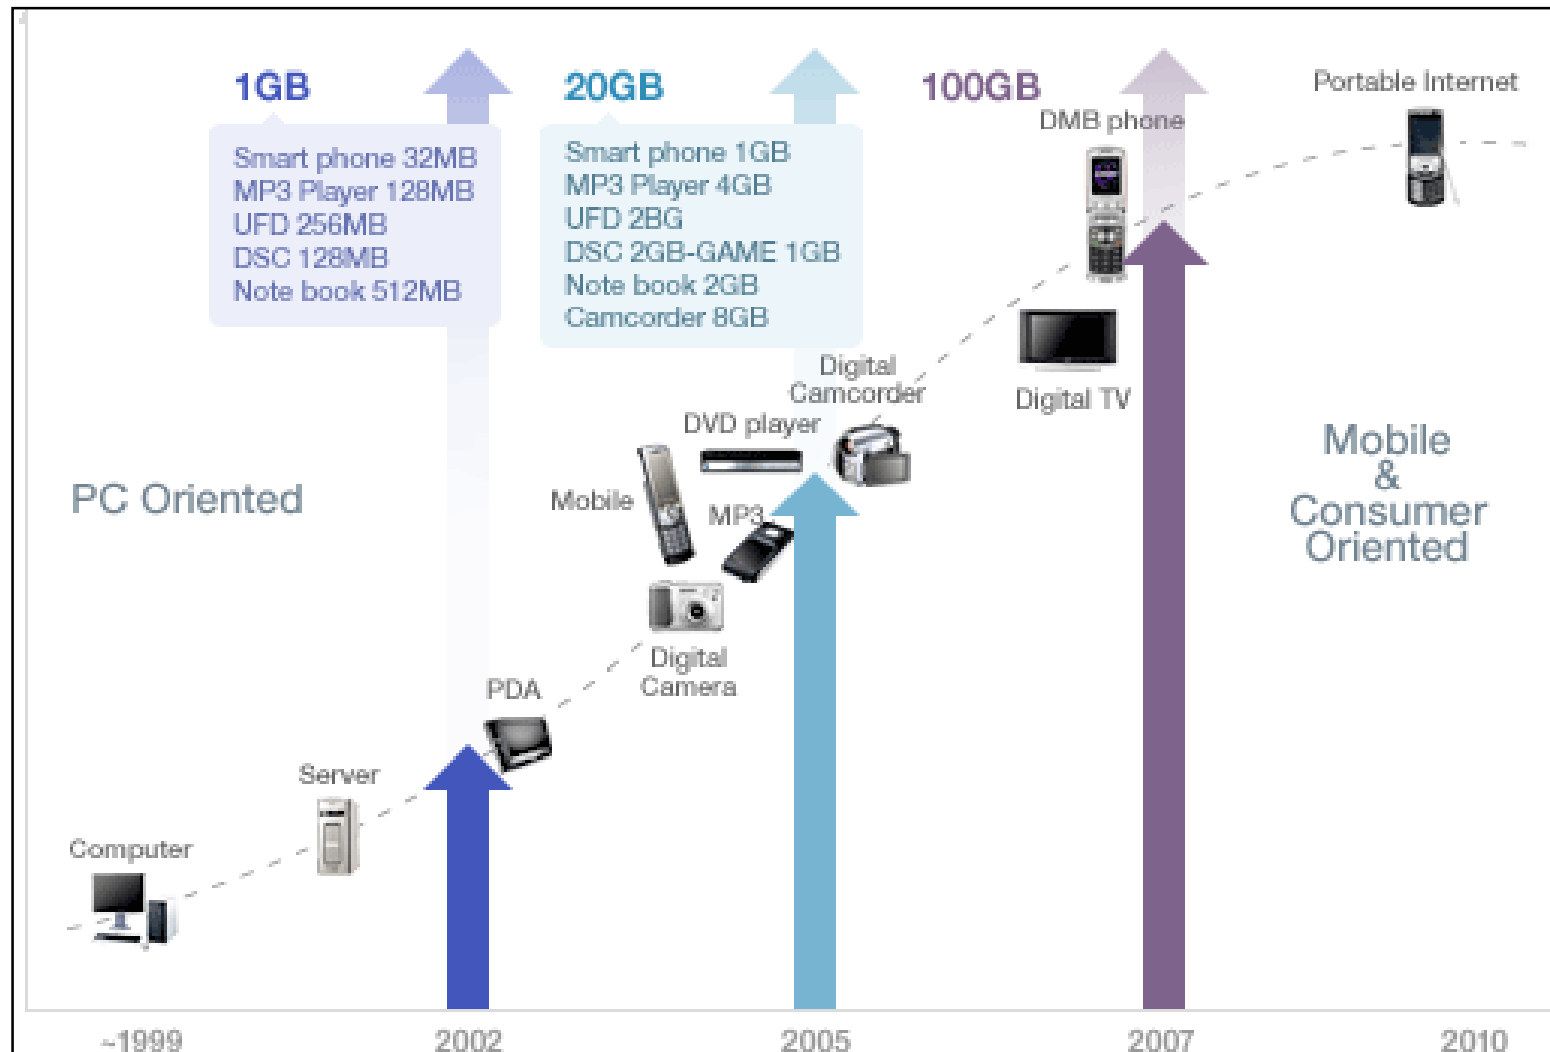 1GB
Smart phone 32MB
MP3 Player 128MB
UFD 256MB
DSC 128MB
Note book 512MB
20GB
Smart phone 1GB
MP3 Player 4GB
UFD 2BG
DSC 2GB-GAME 1GB
Note book 2GB
Camcorder 8GB
100GB
DMB phone
Portable Internet
Digital TV
Digital
Camcorder
DVD player
Mobile
MP3
Digital
Camera
PDA
Server
Computer
PC Oriented
Mobile
&
Consumer
Oriented
~1999
2002
2005
2007
2010